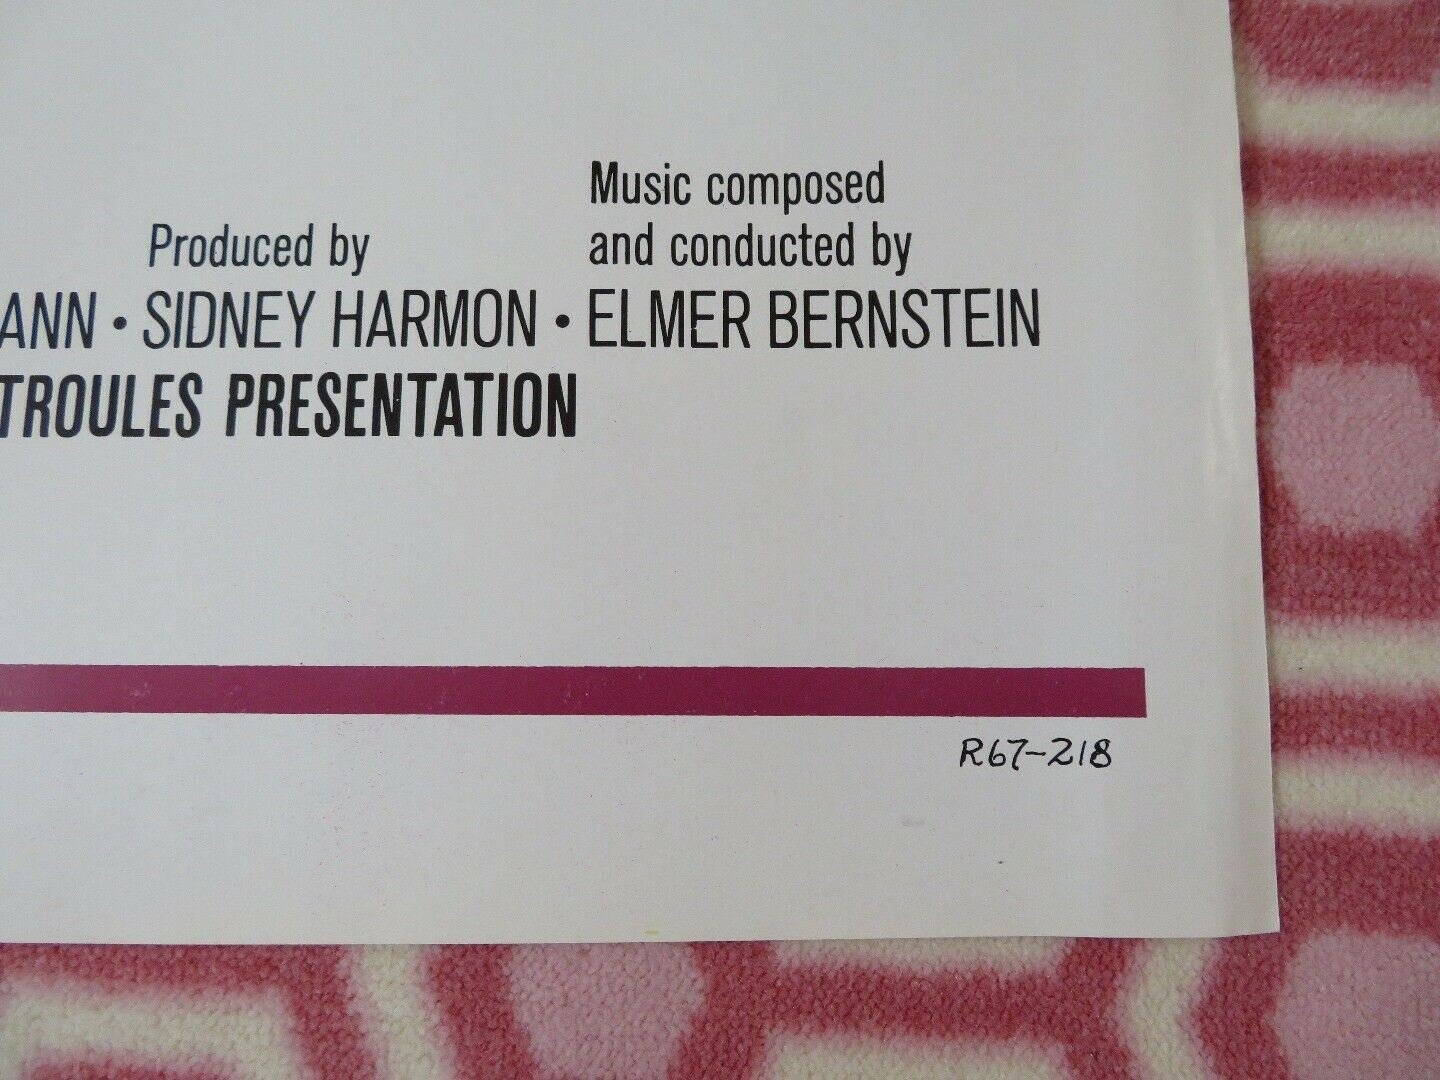 Music composed
Produced by and conducted by
ANN · SIDNEY HARMON · ELMER BERNSTEIN
TROULES PRESENTATION
R67-218